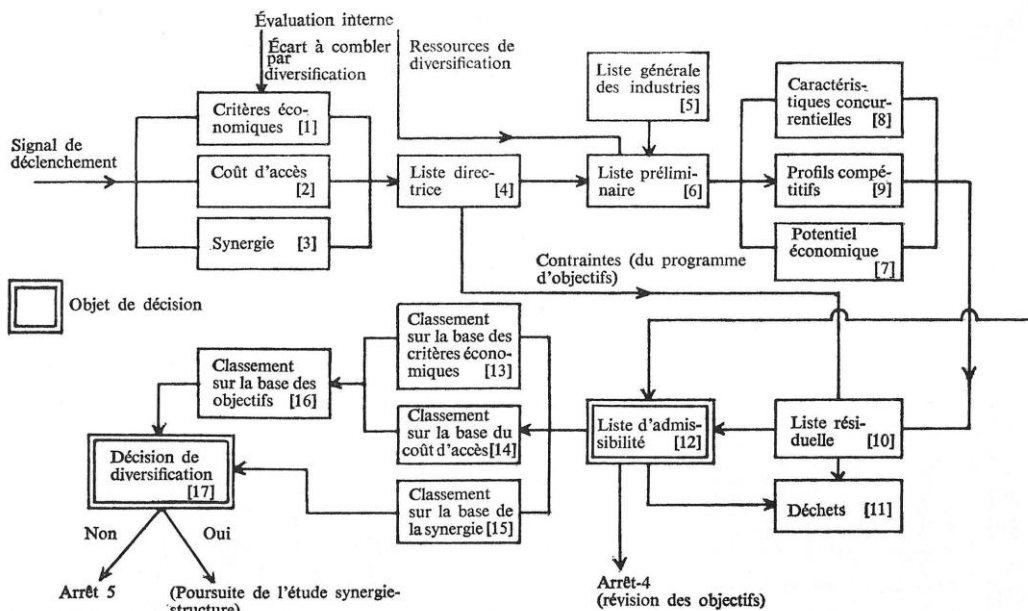 Évaluation interne
Écart à combler
par
diversification
Ressources de
diversification
Signal de
déclenchement
Critères éco-
nomiques [1]
Coût d'accès
[2]
Synergie [3]
Liste direc-
trice [4]
Liste générale
des industries
[5]
Liste prélimi-
naire [6]
Caractéris-
tiques concur-
rentielles
[8]
Profils compé-
titifs [9]
Potentiel
économique
[7]
Contraintes (du programme
d'objectifs)
Objet de décision
Classement
sur la base des
critères écono-
miques [13]
Classement
sur la base des
objectifs [16]
Classement
sur la base du
coût d'accès[14]
Liste d'admis-
sibilité
[12]
Liste rési-
duelle [10]
Décision de
diversification
[17]
Classement
sur la base de
la synergie [15]
Déchets [11]
Non
Oui
Arrêt 5
(Poursuite de l'étude synergie-
structure)
Arrêt-4
(révision des objectifs)